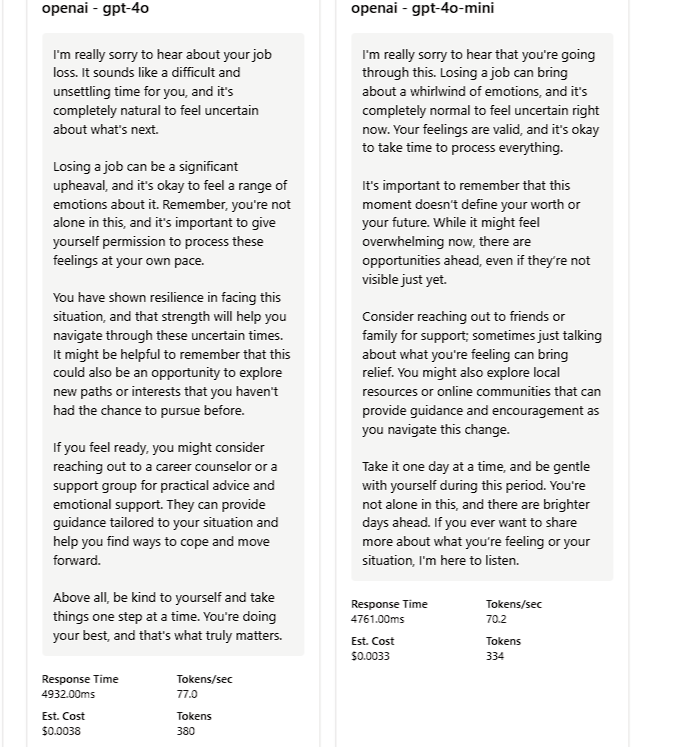 openai - gpt-4o
I'm really sorry to hear about your job
loss. It sounds like a difficult and
unsettling time for you, and it's
completely natural to feel uncertain
about what's next.
Losing a job can be a significant
upheaval, and it's okay to feel a range of
emotions about it. Remember, you're not
alone in this, and it's important to give
yourself permission to process these
feelings at your own pace.
You have shown resilience in facing this
situation, and that strength will help you
navigate through these uncertain times.
It might be helpful to remember that this
could also be an opportunity to explore
new paths or interests that you haven't
had the chance to pursue before.
If you feel ready, you might consider
reaching out to a career counselor or a
support group for practical advice and
emotional support. They can provide
guidance tailored to your situation and
help you find ways to cope and move
forward.
Above all, be kind to yourself and take
things one step at a time. You're doing
your best, and that's what truly matters.
Response Time
4932.00ms
Tokens/sec
77.0
Est. Cost
$0.0038
Tokens
380
openai - gpt-4o-mini
I'm really sorry to hear that you're going
through this. Losing a job can bring
about a whirlwind of emotions, and it's
completely normal to feel uncertain right
now. Your feelings are valid, and it's okay
to take time to process everything.
It's important to remember that this
moment doesn't define your worth or
your future. While it might feel
overwhelming now, there are
opportunities ahead, even if they're not
visible just yet.
Consider reaching out to friends or
family for support; sometimes just talking
about what you're feeling can bring
relief. You might also explore local
resources or online communities that can
provide guidance and encouragement as
you navigate this change.
Take it one day at a time, and be gentle
with yourself during this period. You're
not alone in this, and there are brighter
days ahead. If you ever want to share
more about what you're feeling or your
situation, I'm here to listen.
Response Time
4761.00ms
Tokens/sec
70.2
Est. Cost
$0.0033
Tokens
334